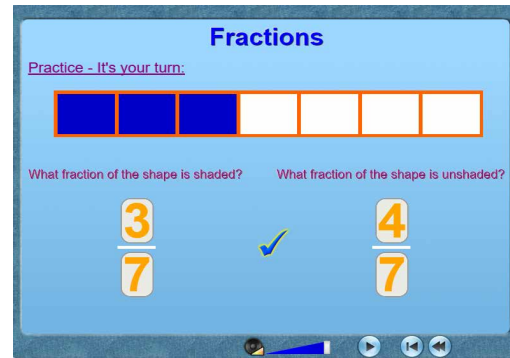 Fractions
Practice - It's your turn:
What fraction of the shape is shaded?
What fraction of the shape is unshaded?
3
7
4
7